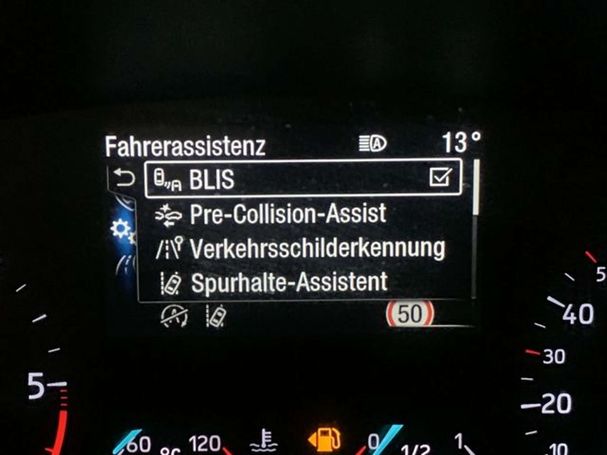 Fahrerassistenz A 13°
BLIS
Pre-Collision-Assist
Verkehrsschilderkennung
Spurhalte-Assistent
A 50
5
5
40
30
20
10
60 °C 120
0 1/2 1